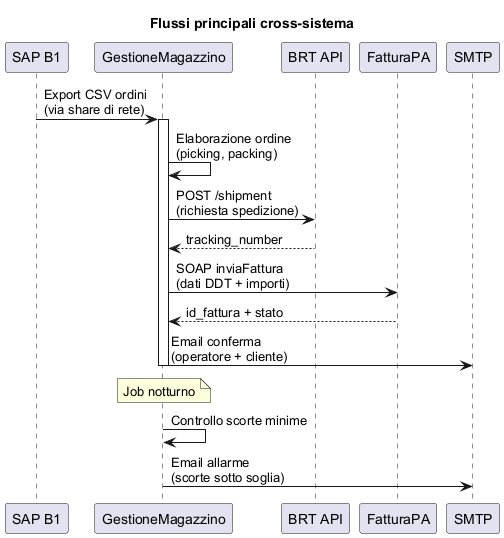 Flussi principali cross-sistema
SAP B1
GestioneMagazzino
BRT API
FatturaPA
SMTP
Export CSV ordini
(via share di rete)
Elaborazione ordine
(picking, packing)
POST /shipment
(richiesta spedizione)
tracking_number
SOAP inviaFattura
(dati DDT + importi)
id_fattura + stato
Email conferma
(operatore + cliente)
Job notturno
Controllo scorte minime
Email allarme
(scorte sotto soglia)
SAP B1
GestioneMagazzino
BRT API
FatturaPA
SMTP